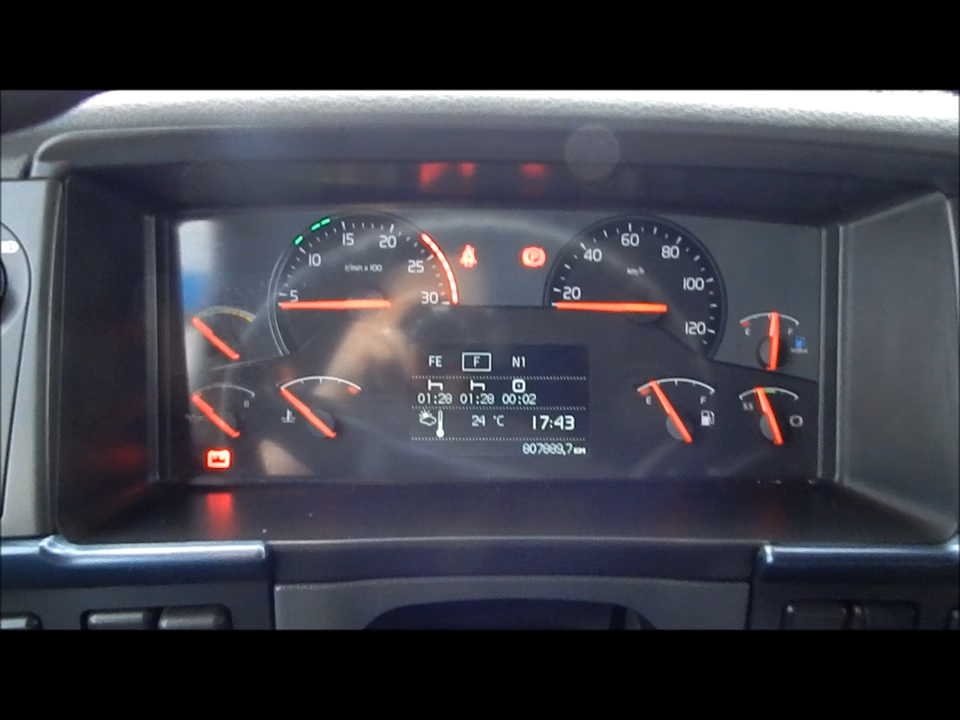 5 10 15 20 25 30
r/min x 100
20 40 60 80 100 120
km/h
E F
FE F N1
01:28 01:28 00:02
24 °C 17:43
807889,7 KM
E F